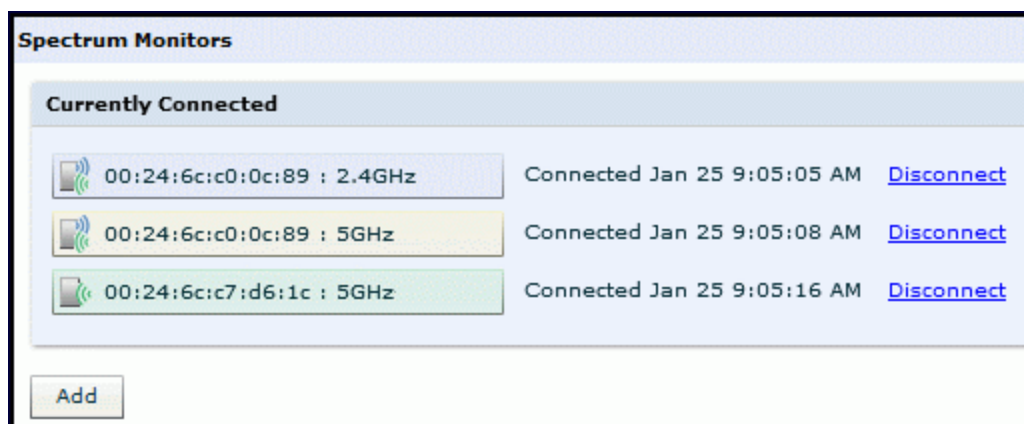 Spectrum Monitors
Currently Connected
00:24:6c:c0:0c:89 : 2.4GHz Connected Jan 25 9:05:05 AM Disconnect
00:24:6c:c0:0c:89 : 5GHz Connected Jan 25 9:05:08 AM Disconnect
00:24:6c:c7:d6:1c : 5GHz Connected Jan 25 9:05:16 AM Disconnect
Add